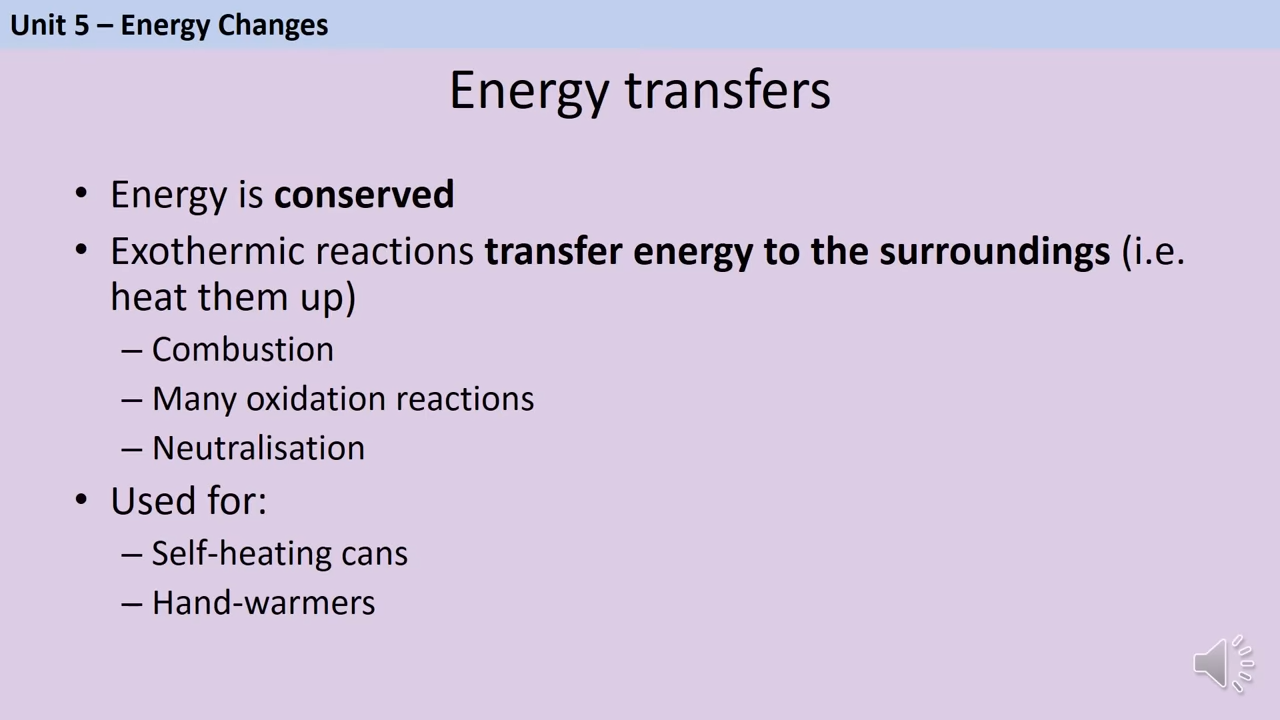 Unit 5 – Energy Changes
Energy transfers
• Energy is conserved
• Exothermic reactions transfer energy to the surroundings (i.e.
heat them up)
– Combustion
– Many oxidation reactions
– Neutralisation
• Used for:
– Self-heating cans
– Hand-warmers